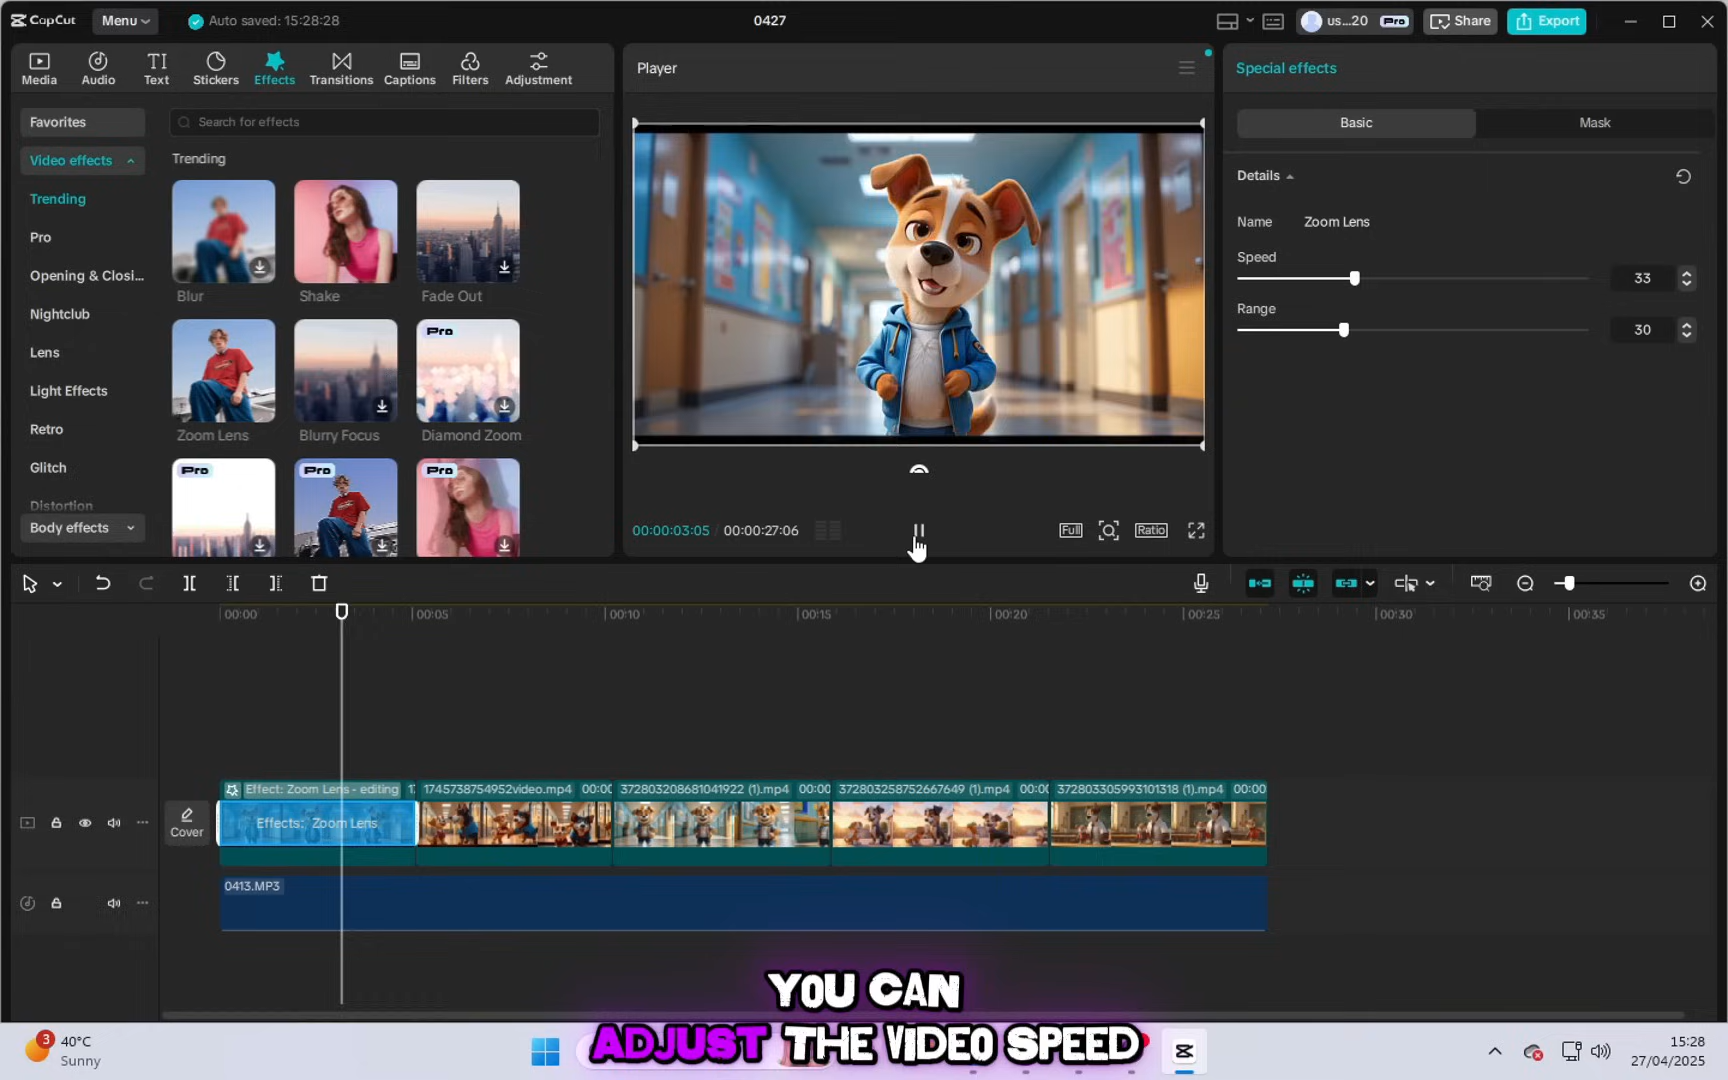 CapCut
Menu
Auto saved: 15:28:28
0427
us...20
Pro
Share
Export
Media
Audio
Text
Stickers
Effects
Transitions
Captions
Filters
Adjustment
Player
Special effects
Favorites
Search for effects
Basic
Mask
Video effects
Trending
Trending
Pro
Opening & Closi...
Nightclub
Lens
Light Effects
Retro
Glitch
Distortion
Body effects
Blur
Shake
Fade Out
Pro
Zoom Lens
Blurry Focus
Diamond Zoom
Pro
Pro
Pro
Details
Name
Zoom Lens
Speed
33
Range
30
00:00:03:05 / 00:00:27:06
Full
Ratio
00:00
00:05
00:10
00:15
00:20
00:25
00:30
00:35
Cover
Effect: Zoom Lens - editing
1745738754952video.mp4
00:00
372803208681041922 (1).mp4
00:00
372803258752667649 (1).mp4
00:00
372803305993101318 (1).mp4
00:00
Effects: Zoom Lens
0413.MP3
YOU CAN
ADJUST THE VIDEO SPEED
3
40°C
Sunny
15:28
27/04/2025